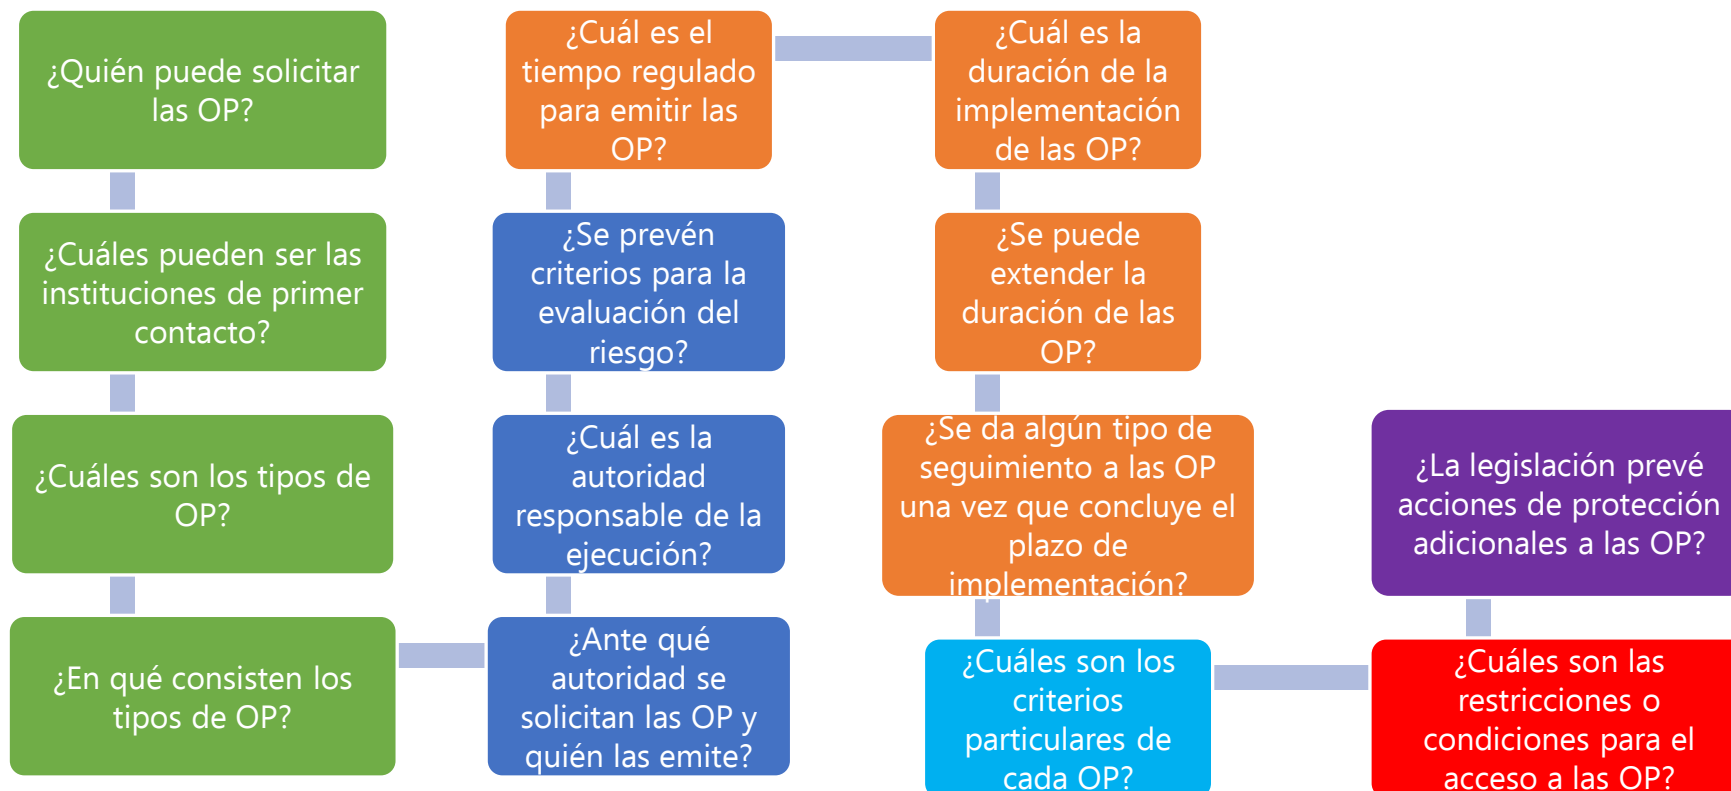 ¿Quién puede solicitar
las OP?
¿Cuáles pueden ser las
instituciones de primer
contacto?
¿Cuáles son los tipos de
OP?
¿En qué consisten los
tipos de OP?
¿Ante qué
autoridad se
solicitan las OP y
quién las emite?
¿Cuál es la
autoridad
responsable de la
ejecución?
¿Se prevén
criterios para la
evaluación del
riesgo?
¿Cuál es el
tiempo regulado
para emitir las
OP?
¿Cuál es la
duración de la
implementación
de las OP?
¿Se puede
extender la
duración de las
OP?
¿Se da algún tipo de
seguimiento a las OP
una vez que concluye el
plazo de
implementación?
¿Cuáles son los
criterios
particulares de
cada OP?
¿Cuáles son las
restricciones o
condiciones para el
acceso a las OP?
¿La legislación prevé
acciones de protección
adicionales a las OP?